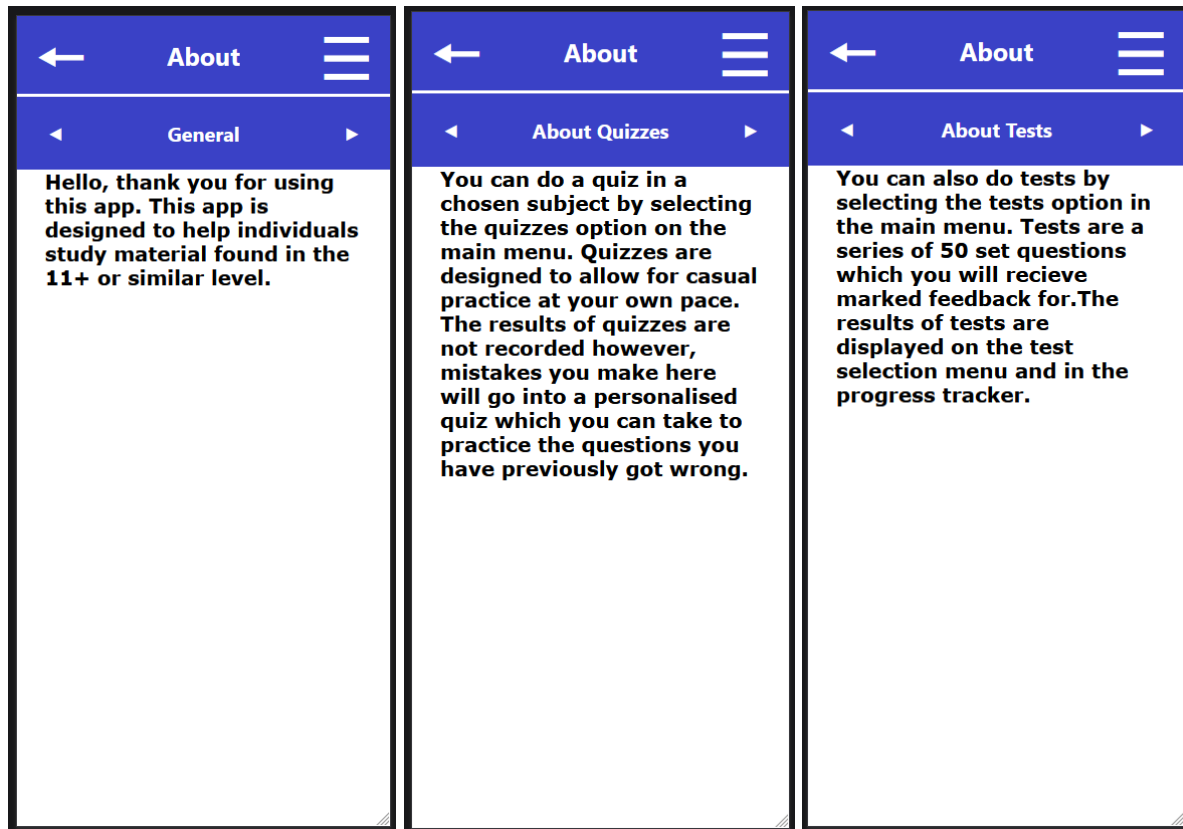 About
General
Hello, thank you for using
this app. This app is
designed to help individuals
study material found in the
11+ or similar level.
About
About Quizzes
You can do a quiz in a
chosen subject by selecting
the quizzes option on the
main menu. Quizzes are
designed to allow for casual
practice at your own pace.
The results of quizzes are
not recorded however,
mistakes you make here
will go into a personalised
quiz which you can take to
practice the questions you
have previously got wrong.
About
About Tests
You can also do tests by
selecting the tests option in
the main menu. Tests are a
series of 50 set questions
which you will recieve
marked feedback for.The
results of tests are
displayed on the test
selection menu and in the
progress tracker.